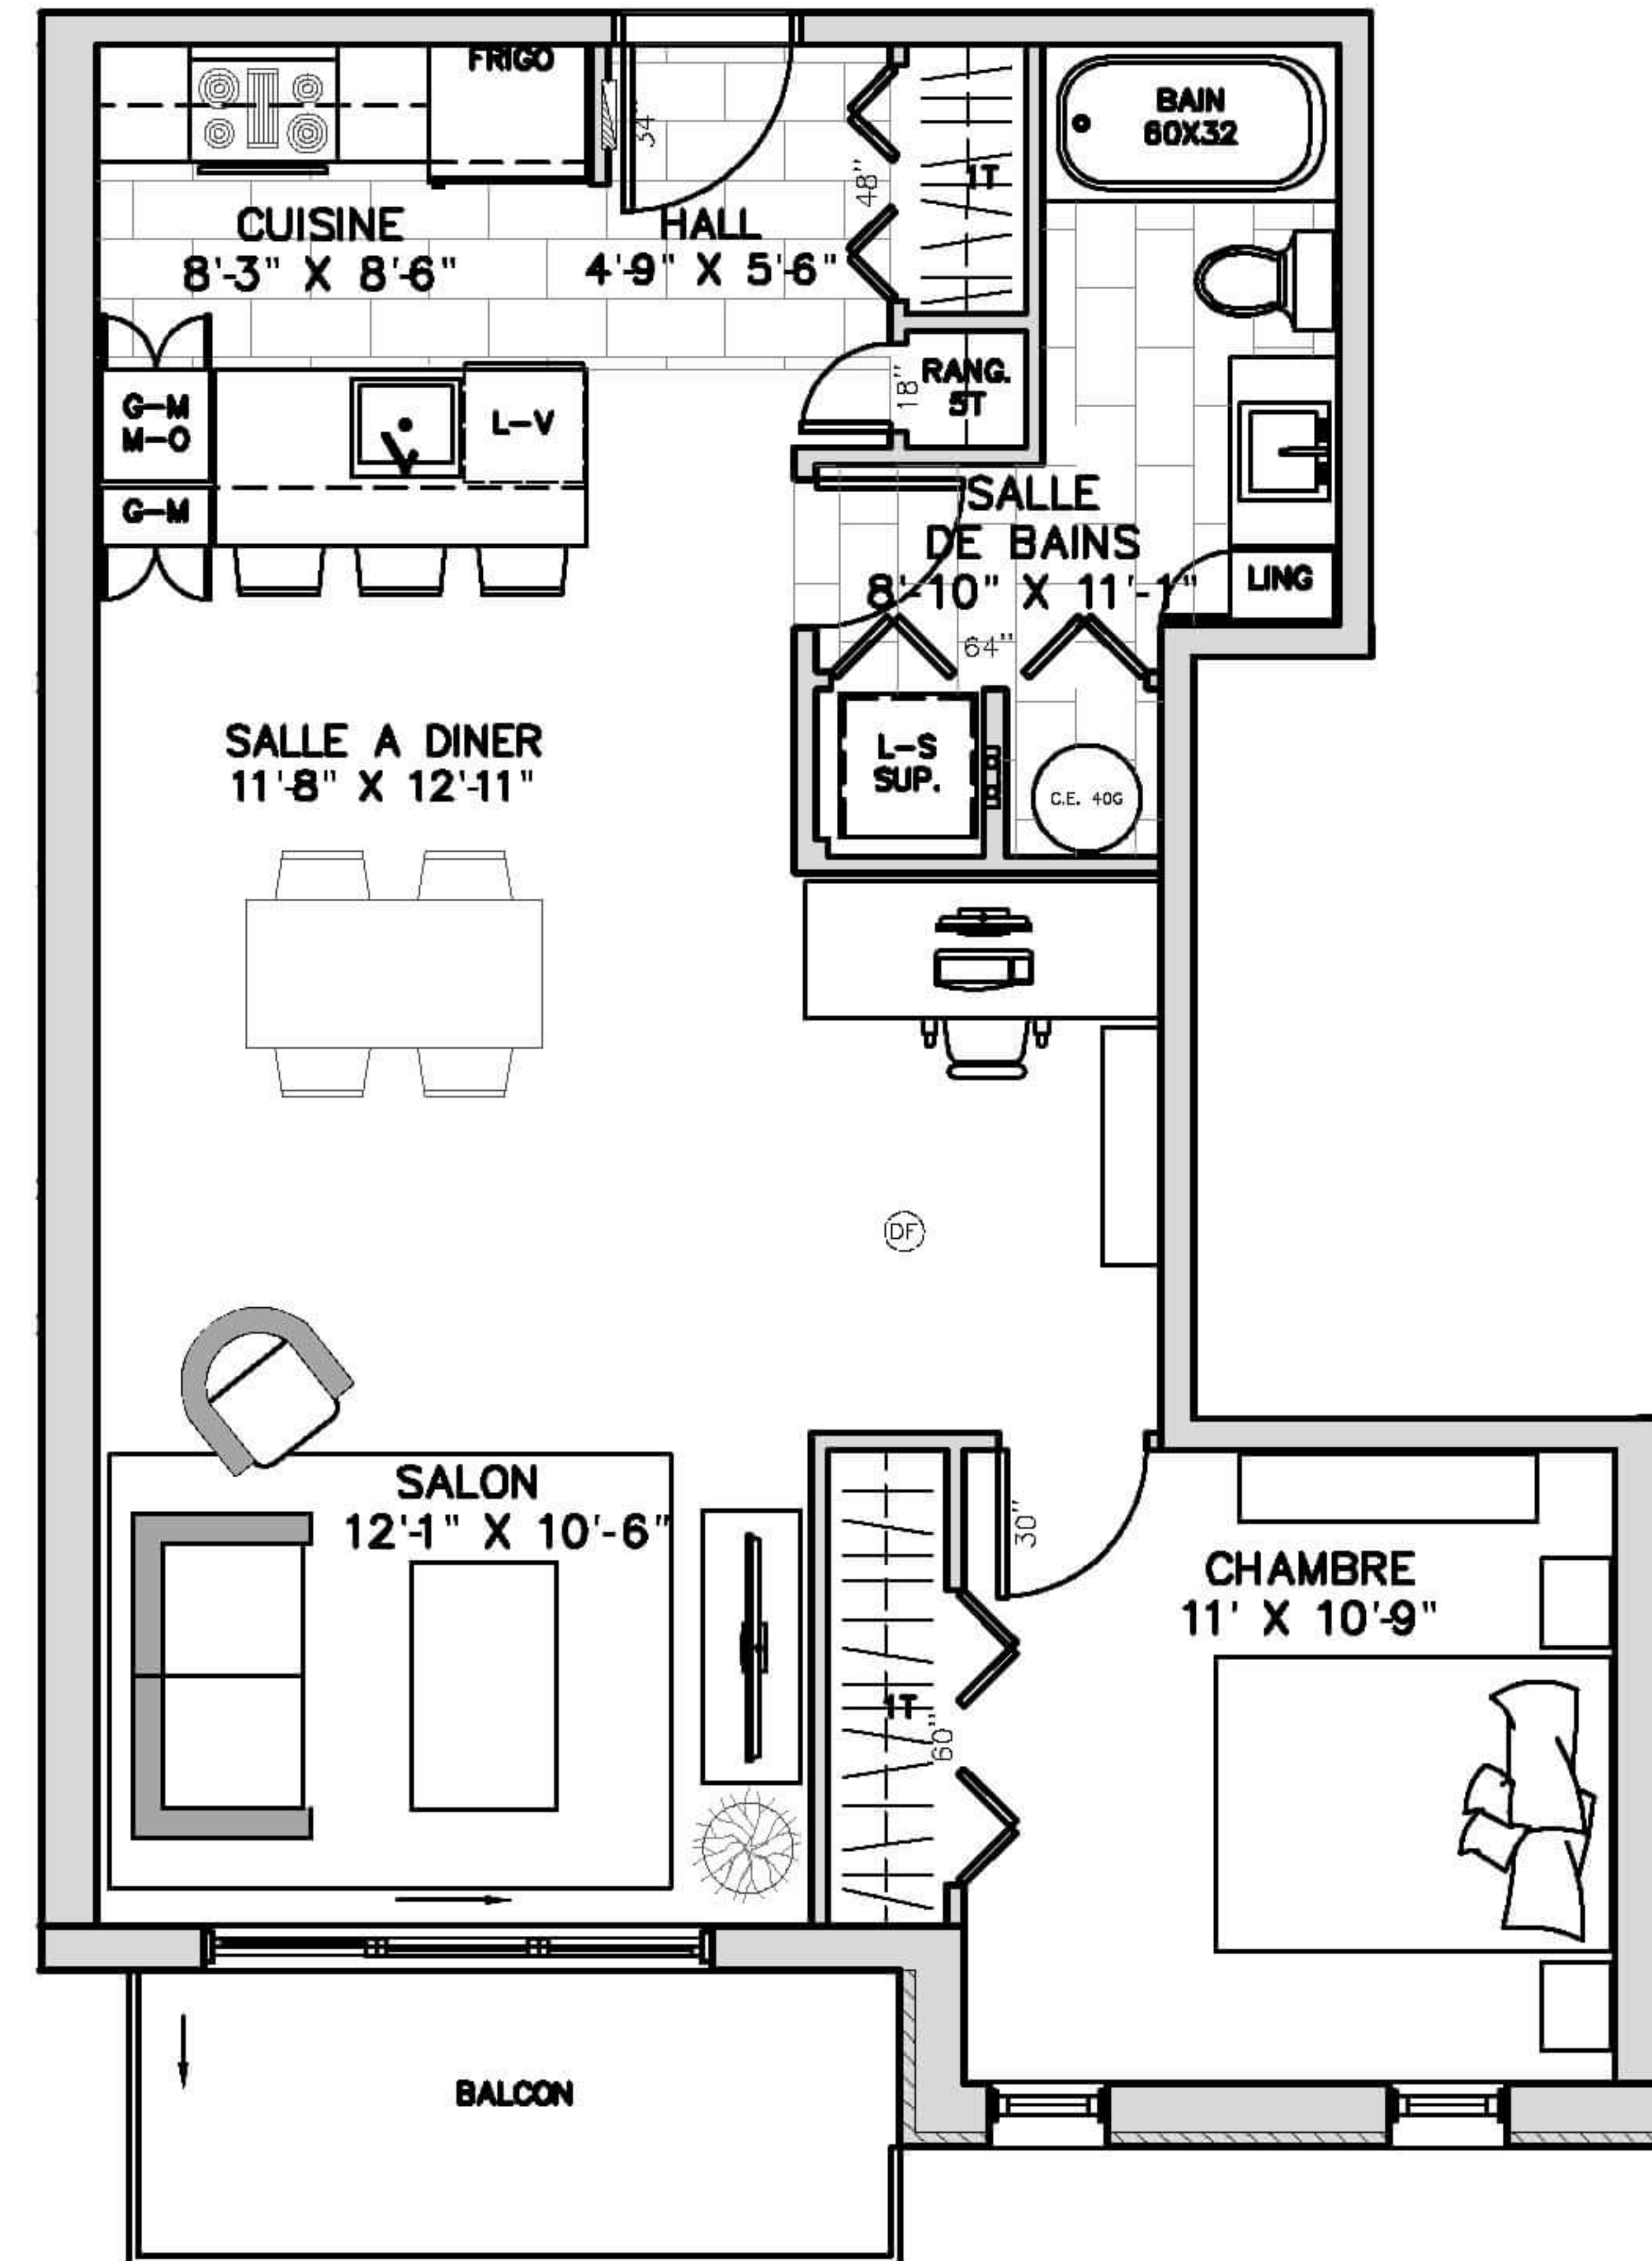 FRIGO
BAIN
60X32
34"
48"
1T
CUISINE
8'-3" X 8'-6"
HALL
4'-9" X 5'-6"
RANG.
5T
18"
G-M
M-O
L-V
G-M
SALLE
DE BAINS
8'-10" X 11'-1"
LING
64"
SALLE A DINER
11'-8" X 12'-11"
L-S
SUP.
C.E. 40G
DF
SALON
12'-1" X 10'-6"
30"
CHAMBRE
11' X 10'-9"
1T
60"
BALCON